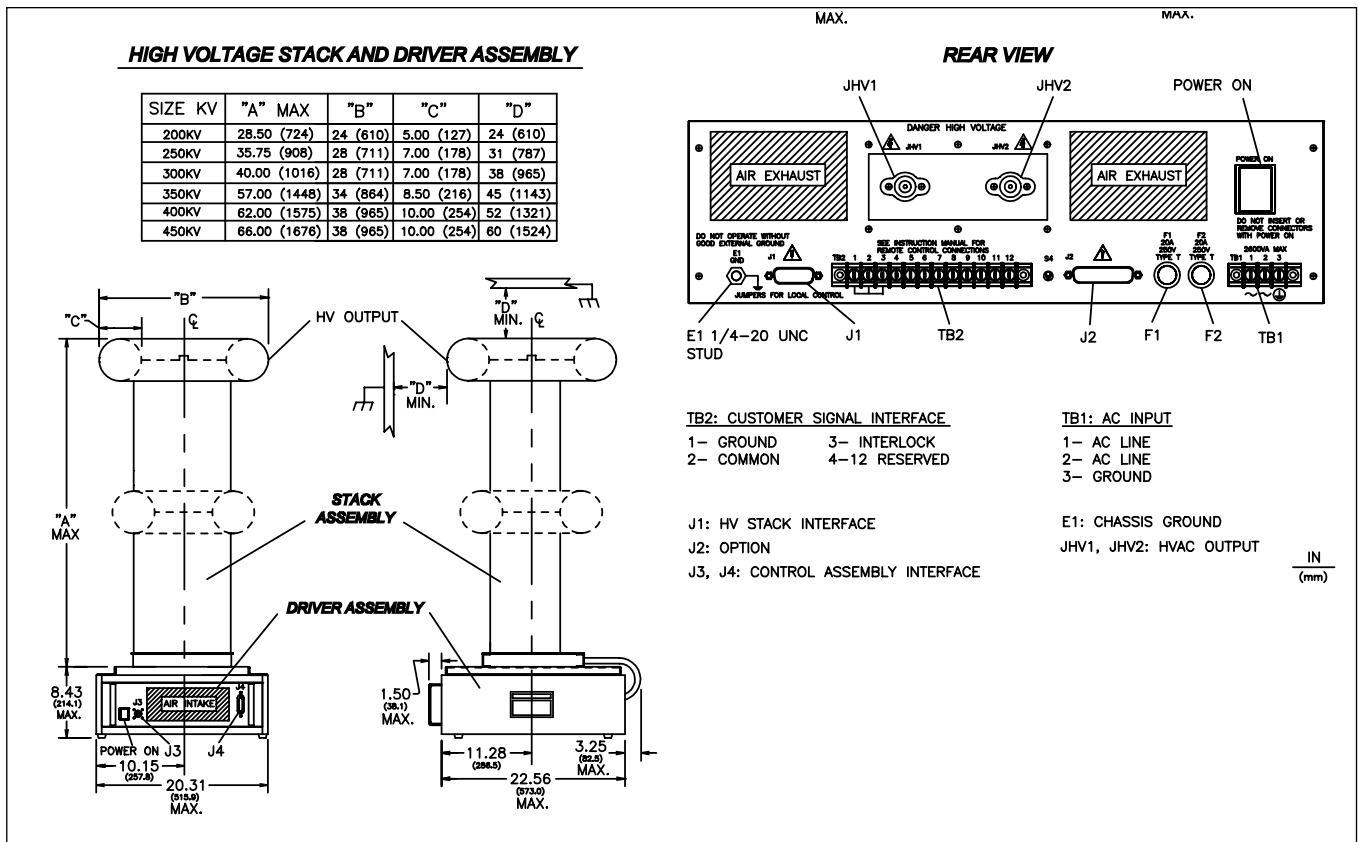 MAX.
MAX.
HIGH VOLTAGE STACK AND DRIVER ASSEMBLY
SIZE KV "A" MAX "B" "C" "D"
200KV 28.50 (724) 24 (610) 5.00 (127) 24 (610)
250KV 35.75 (908) 28 (711) 7.00 (178) 31 (787)
300KV 40.00 (1016) 28 (711) 7.00 (178) 38 (965)
350KV 57.00 (1448) 34 (864) 8.50 (216) 45 (1143)
400KV 62.00 (1575) 38 (965) 10.00 (254) 52 (1321)
450KV 66.00 (1676) 38 (965) 10.00 (254) 60 (1524)
"B"
"C"
HV OUTPUT
"D"
MIN.
"D"
MIN.
"A"
MAX
STACK
ASSEMBLY
DRIVER ASSEMBLY
8.43
(214.1)
MAX.
J3
AIR INTAKE
J4
POWER ON
J3
J4
10.15
(257.8)
20.31
(515.9)
MAX.
1.50
(38.1)
MAX.
11.28
(286.5)
3.25
(82.5)
MAX.
22.56
(573.0)
MAX.
REAR VIEW
JHV1
JHV2
POWER ON
DANGER HIGH VOLTAGE
JHV1
JHV2
AIR EXHAUST
AIR EXHAUST
POWER ON
DO NOT INSERT OR
REMOVE CONNECTORS
WITH POWER ON
DO NOT OPERATE WITHOUT
GOOD EXTERNAL GROUND
E1
GND
J1
SEE INSTRUCTION MANUAL FOR
REMOTE CONTROL CONNECTIONS
TB2 1 2 3 4 5 6 7 8 9 10 11 12
JUMPERS FOR LOCAL CONTROL
S4
J2
F1
20A
250V
TYPE T
F2
20A
250V
TYPE T
2600VA MAX
TB1 1 2 3
E1 1/4-20 UNC
STUD
J1
TB2
J2
F1
F2
TB1
TB2: CUSTOMER SIGNAL INTERFACE
1- GROUND 3- INTERLOCK
2- COMMON 4-12 RESERVED
TB1: AC INPUT
1- AC LINE
2- AC LINE
3- GROUND
J1: HV STACK INTERFACE
J2: OPTION
J3, J4: CONTROL ASSEMBLY INTERFACE
E1: CHASSIS GROUND
JHV1, JHV2: HVAC OUTPUT
IN
(mm)